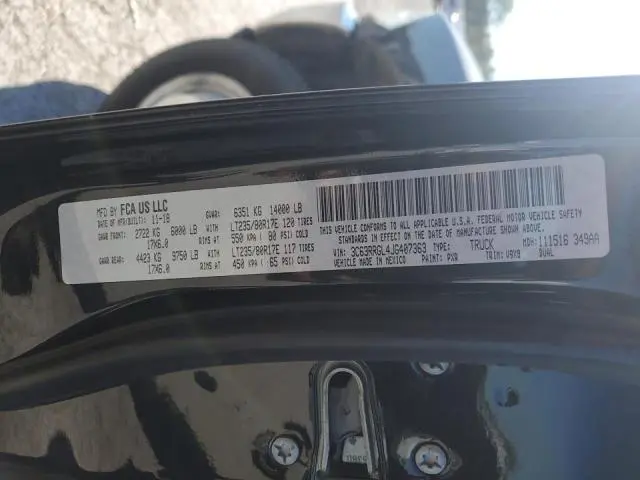 MFD BY FCA US LLC
DATE OF MFR(BUILT): 11-18 GVWR: 6351 KG 14000 LB
GAWR FRONT: 2722 KG 6000 LB LT235/80R17E 120 TIRES
17X6.0 RIMS 550 KPA ( 80 PSI) COLD
GAWR REAR: 4423 KG 9750 LB LT235/80R17E 117 TIRES
17X6.0 RIMS 450 KPA ( 65 PSI) COLD
THIS VEHICLE CONFORMS TO ALL APPLICABLE U.S.A. FEDERAL MOTOR VEHICLE SAFETY
STANDARDS IN EFFECT ON THE DATE OF MANUFACTURE SHOWN ABOVE.
VIN: 3C63RRGL4JG407363 TYPE: TRUCK MDH: 111516 349AA
VEHICLE MADE IN MEXICO PAINT: PXR TRIM: V9X9 DUAL